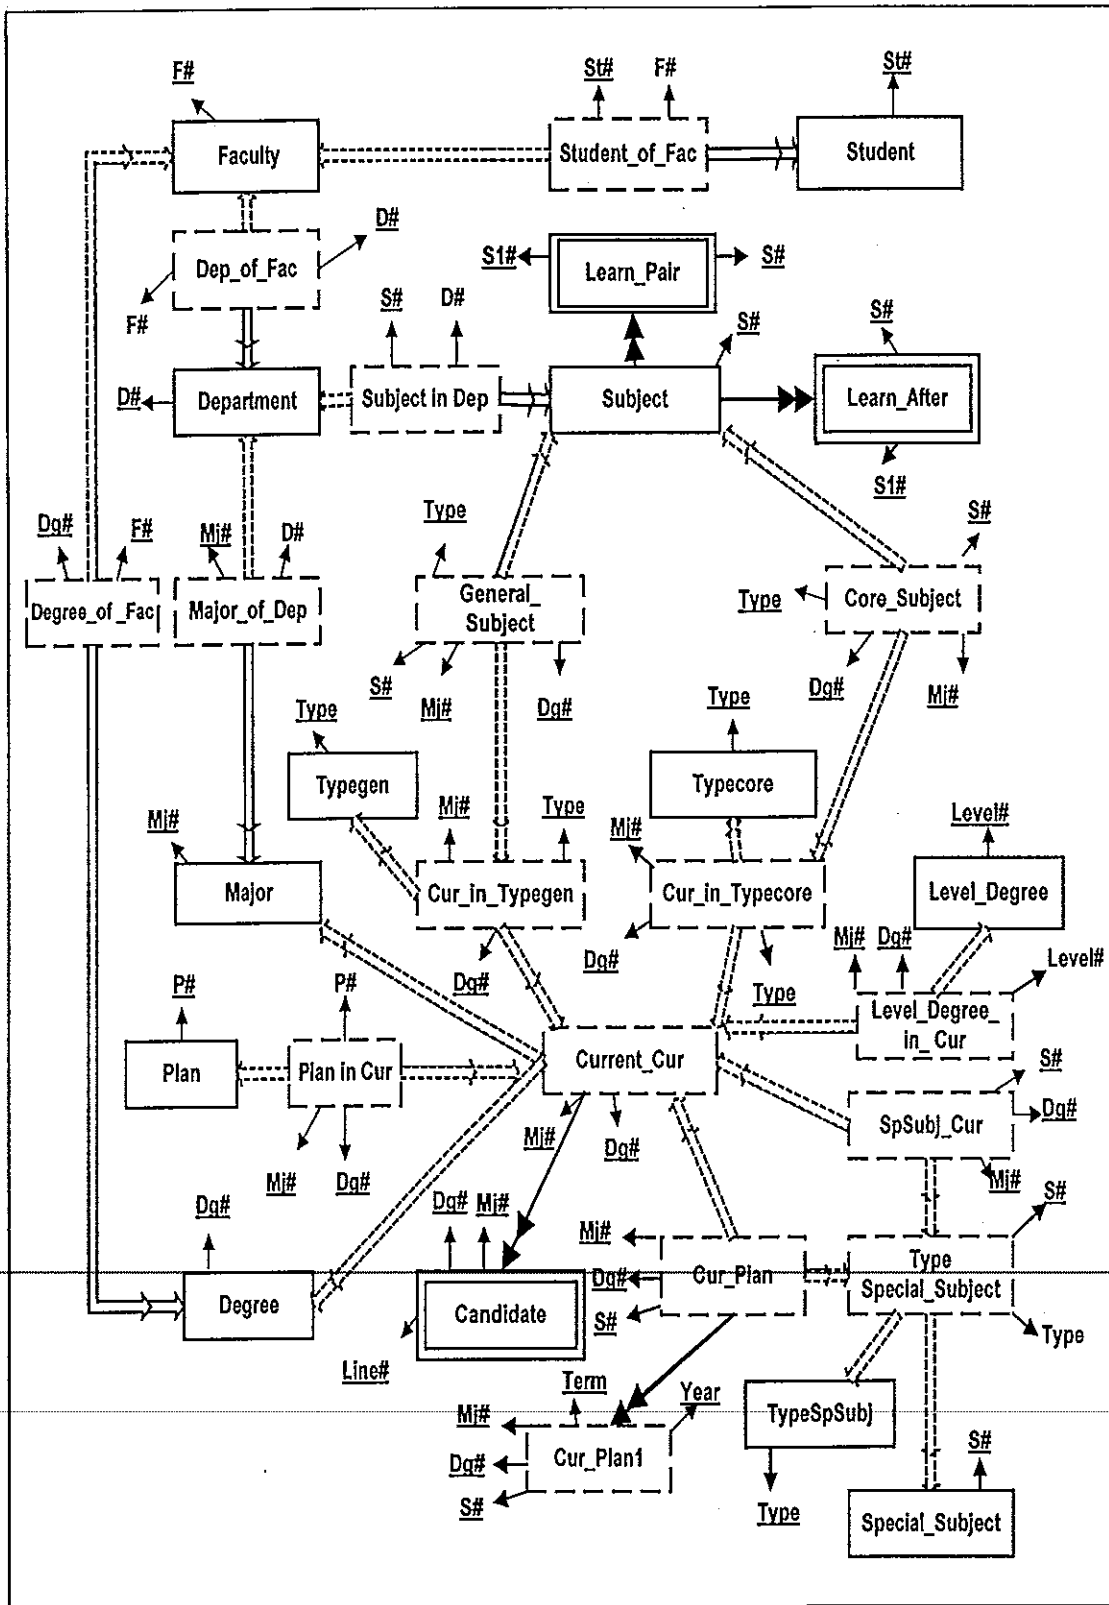 F#
St#
F#
St#
Faculty
Student_of_Fac
Student
D#
Dep_of_Fac
F#
S1#
Learn_Pair
S#
S#
D#
S#
S#
D#
Department
Subject in Dep
Subject
Learn_After
S1#
Dg#
F#
Mj#
D#
Type
S#
Degree_of_Fac
Major_of_Dep
General_
Subject
Type
Core_Subject
S#
Mj#
Dg#
Dg#
Mj#
Type
Type
Typegen
Typecore
Mj#
Type
Mj#
Level#
Mj#
Major
Cur_in_Typegen
Cur_in_Typecore
Level_Degree
Dg#
Dg#
Type
Mj#
Dg#
Level#
P#
P#
Level_Degree_
in_Cur
Plan
Plan in Cur
Current_Cur
S#
Dg#
SpSubj_Cur
Mj#
Mj#
Dg#
Mj#
Dg#
Dg#
Dg#
Mj#
S#
Mj#
Dg#
S#
Cur_Plan
Type
Special_Subject
Type
Degree
Candidate
Line#
Term
Year
Mj#
Dg#
S#
Cur_Plan1
TypeSpSubj
S#
Type
Special_Subject